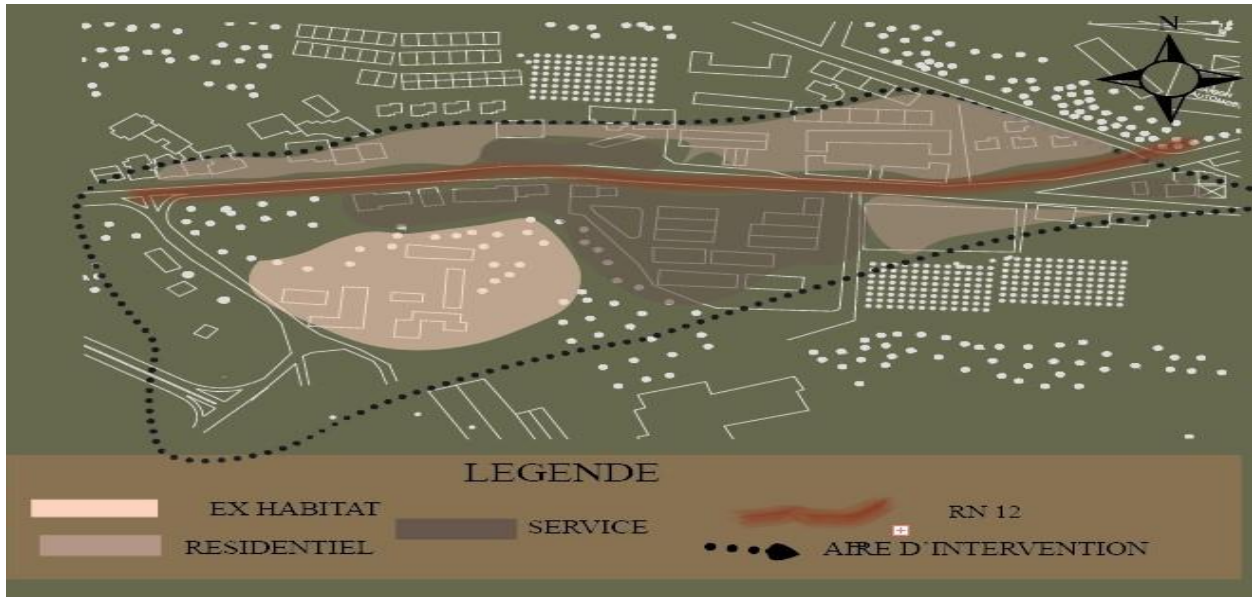 N
LEGENDE
EX HABITAT
SERVICE
RN 12
RESIDENTIEL
AIRE D'INTERVENTION